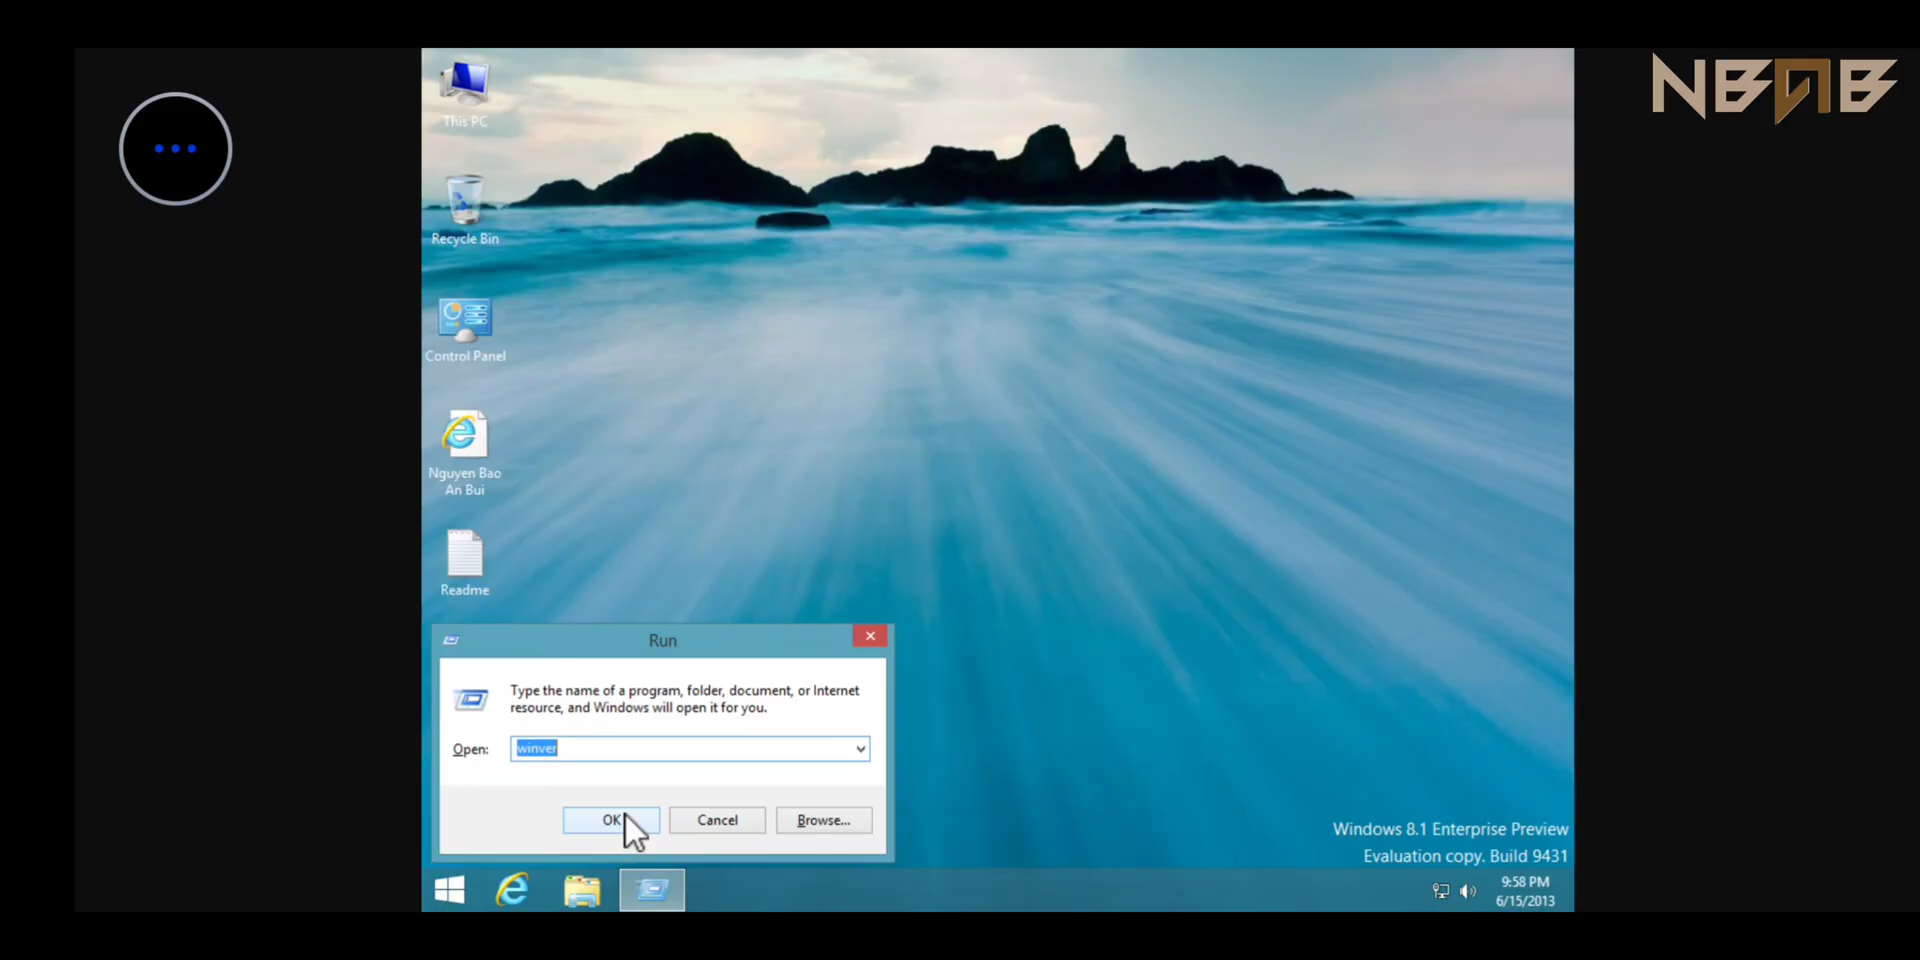 NBAB
This PC
Recycle Bin
Control Panel
Nguyen Bao
An Bui
Readme
Run
Type the name of a program, folder, document, or Internet
resource, and Windows will open it for you.
Open:
winver
OK
Cancel
Browse...
Windows 8.1 Enterprise Preview
Evaluation copy. Build 9431
9:58 PM
6/15/2013